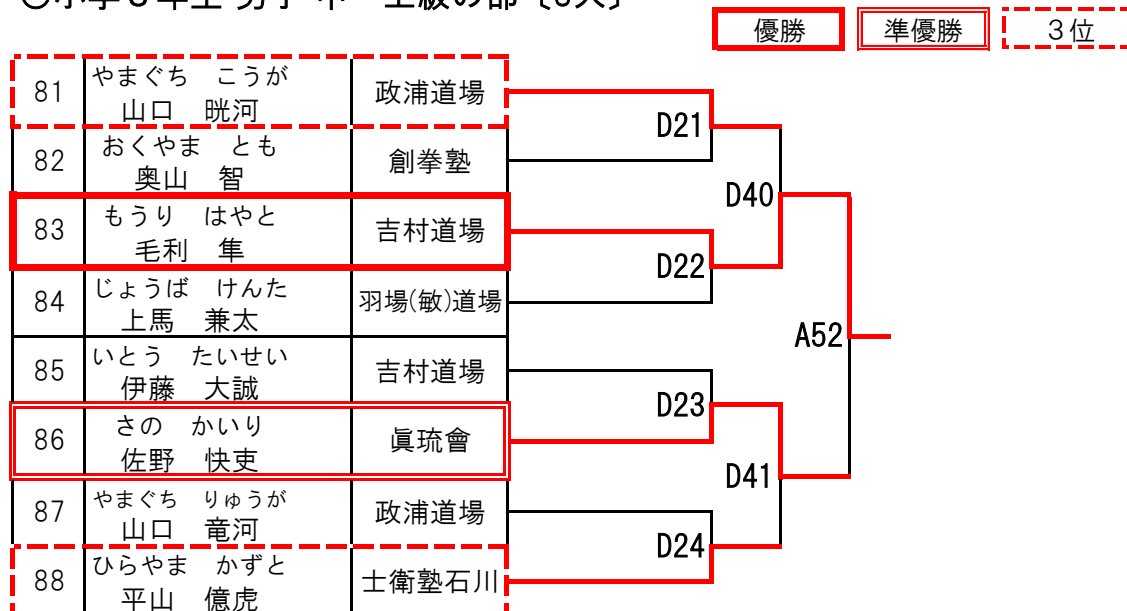 優勝 準優勝 3位
81 やまぐち こうが 政浦道場
山口 晄河
82 おくやま とも 創拳塾
奥山 智
83 もうり はやと 吉村道場
毛利 隼
84 じょうば けんた 羽場(敏)道場
上馬 兼太
85 いとう たいせい 吉村道場
伊藤 大誠
86 さの かいり 眞琉會
佐野 快吏
87 やまぐち りゅうが 政浦道場
山口 竜河
88 ひらやま かずと 士衛塾石川
平山 億虎
D21
D40
D22
A52
D23
D41
D24